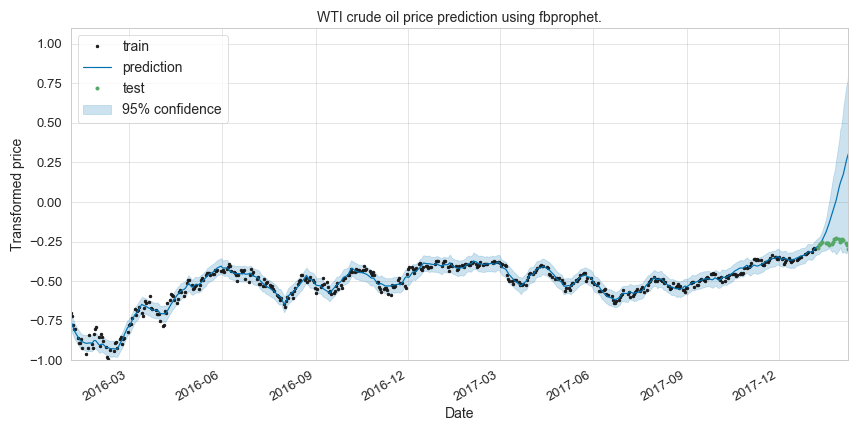 WTI crude oil price prediction using fbprophet.
train
prediction
test
95% confidence
Transformed price
1.00
0.75
0.50
0.25
0.00
−0.25
−0.50
−0.75
−1.00
2016-03
2016-06
2016-09
2016-12
2017-03
2017-06
2017-09
2017-12
Date